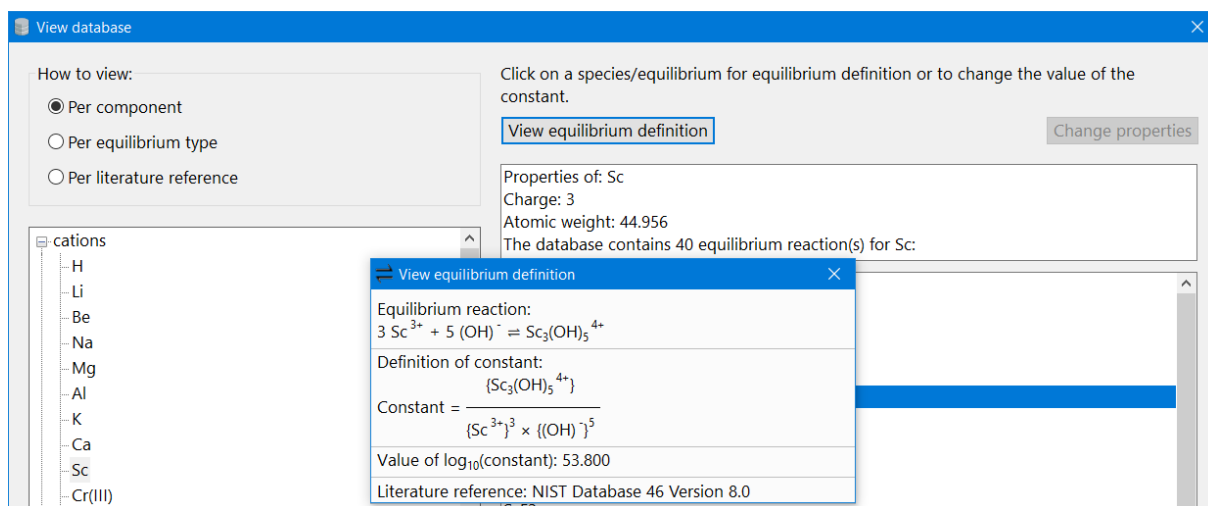 View database
How to view:
Per component
Per equilibrium type
Per literature reference
Click on a species/equilibrium for equilibrium definition or to change the value of the
constant.
View equilibrium definition
Change properties
Properties of: Sc
Charge: 3
Atomic weight: 44.956
The database contains 40 equilibrium reaction(s) for Sc:
cations
H
Li
Be
Na
Mg
Al
K
Ca
Sc
Cr(III)
View equilibrium definition
Equilibrium reaction:
3 Sc³⁺ + 5 (OH)⁻ ⇌ Sc₃(OH)₅⁴⁺
Definition of constant:
{Sc₃(OH)₅⁴⁺}
Constant =
{Sc³⁺}³ × {(OH)⁻}⁵
Value of log₁₀(constant): 53.800
Literature reference: NIST Database 46 Version 8.0